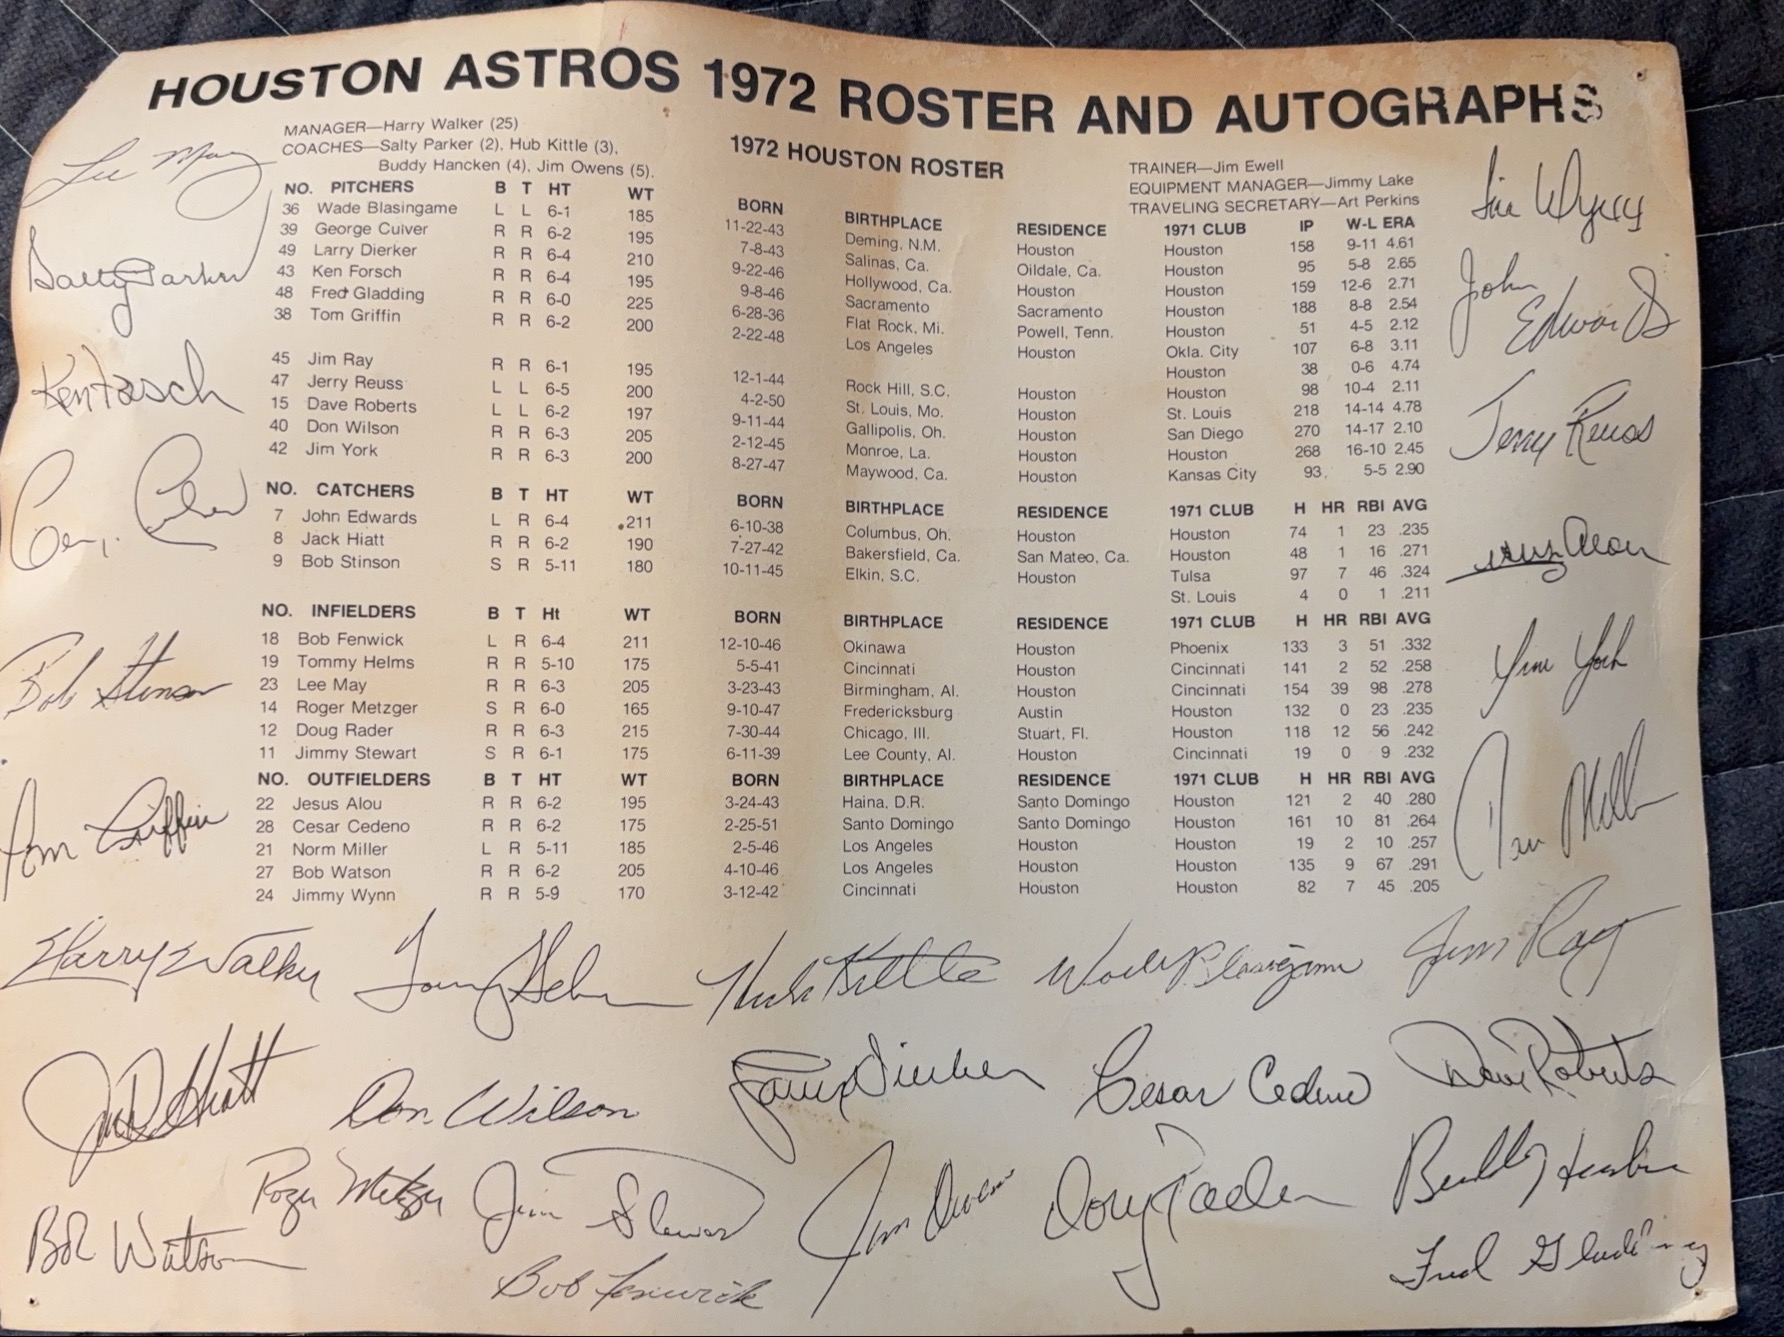 HOUSTON ASTROS 1972 ROSTER AND AUTOGRAPHS
MANAGER—Harry Walker (25)
COACHES—Salty Parker (2), Hub Kittle (3),
Buddy Hancken (4), Jim Owens (5).
1972 HOUSTON ROSTER
TRAINER—Jim Ewell
EQUIPMENT MANAGER—Jimmy Lake
TRAVELING SECRETARY—Art Perkins
NO. PITCHERS B T HT WT BORN BIRTHPLACE RESIDENCE 1971 CLUB IP W-L ERA
36 Wade Blasingame L L 6-1 185 11-22-43 Deming, N.M. Houston Houston 158 9-11 4.61
39 George Culver R R 6-2 195 7-8-43 Salinas, Ca. Oildale, Ca. Houston 95 5-8 2.65
49 Larry Dierker R R 6-4 210 9-22-46 Hollywood, Ca. Houston Houston 159 12-6 2.71
43 Ken Forsch R R 6-4 195 9-8-46 Sacramento Sacramento Houston 188 8-8 2.54
48 Fred Gladding R R 6-0 225 6-28-36 Flat Rock, Mi. Powell, Tenn. Houston 51 4-5 2.12
38 Tom Griffin R R 6-2 200 2-22-48 Los Angeles Houston Okla. City 107 6-8 3.11
Houston 38 0-6 4.74
45 Jim Ray R R 6-1 195 12-1-44 Rock Hill, S.C. Houston Houston 98 10-4 2.11
47 Jerry Reuss L L 6-5 200 4-2-50 St. Louis, Mo. Houston St. Louis 218 14-14 4.78
15 Dave Roberts L L 6-2 197 9-11-44 Gallipolis, Oh. Houston San Diego 270 14-17 2.10
40 Don Wilson R R 6-3 205 2-12-45 Monroe, La. Houston Houston 268 16-10 2.45
42 Jim York R R 6-3 200 8-27-47 Maywood, Ca. Houston Kansas City 93 5-5 2.90
NO. CATCHERS B T HT WT BORN BIRTHPLACE RESIDENCE 1971 CLUB H HR RBI AVG
7 John Edwards L R 6-4 211 6-10-38 Columbus, Oh. Houston Houston 74 1 23 .235
8 Jack Hiatt R R 6-2 190 7-27-42 Bakersfield, Ca. San Mateo, Ca. Houston 48 1 16 .271
9 Bob Stinson S R 5-11 180 10-11-45 Elkin, S.C. Houston Tulsa 97 7 46 .324
St. Louis 4 0 1 .211
NO. INFIELDERS B T Ht WT BORN BIRTHPLACE RESIDENCE 1971 CLUB H HR RBI AVG
18 Bob Fenwick L R 6-4 211 12-10-46 Okinawa Houston Phoenix 133 3 51 .332
19 Tommy Helms R R 5-10 175 5-5-41 Cincinnati Houston Cincinnati 141 2 52 .258
23 Lee May R R 6-3 205 3-23-43 Birmingham, Al. Houston Cincinnati 154 39 98 .278
14 Roger Metzger S R 6-0 165 9-10-47 Fredericksburg Austin Houston 132 0 23 .235
12 Doug Rader R R 6-3 215 7-30-44 Chicago, Ill. Stuart, Fl. Houston 118 12 56 .242
11 Jimmy Stewart S R 6-1 175 6-11-39 Lee County, Al. Houston Cincinnati 19 0 9 .232
NO. OUTFIELDERS B T HT WT BORN BIRTHPLACE RESIDENCE 1971 CLUB H HR RBI AVG
22 Jesus Alou R R 6-2 195 3-24-43 Haina, D.R. Santo Domingo Houston 121 2 40 .280
28 Cesar Cedeno R R 6-2 175 2-25-51 Santo Domingo Santo Domingo Houston 161 10 81 .264
21 Norm Miller L R 5-11 185 2-5-46 Los Angeles Houston Houston 19 2 10 .257
27 Bob Watson R R 6-2 205 4-10-46 Los Angeles Houston Houston 135 9 67 .291
24 Jimmy Wynn R R 5-9 170 3-12-42 Cincinnati Houston Houston 82 7 45 .205
Lee May
Salty Parker
Ken Forsch
Bob Stinson
Tom Griffin
John Edwards
Jerry Reuss
Jesus Alou
Jim York
Harry Walker
Hub Kittle
Wade Blasingame
Jim Ray
Jack Hiatt
Don Wilson
Larry Dierker
Cesar Cedeno
Dave Roberts
Roger Metzger
Jim Stewart
Jim Owens
Doug Rader
Buddy Hancken
Bob Watson
Bob Fenwick
Fred Gladding